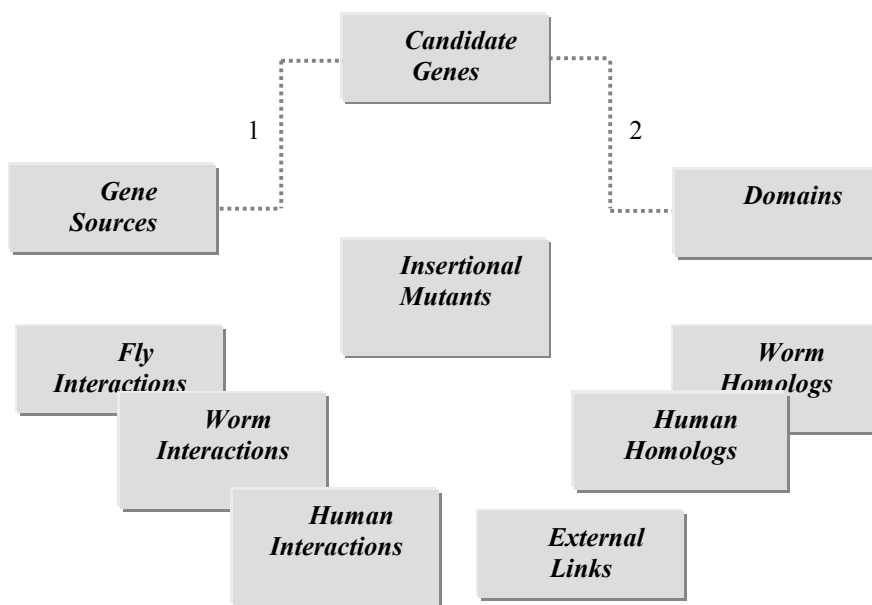 Candidate
Genes
1
2
Gene
Sources
Domains
Insertional
Mutants
Fly
Interactions
Worm
Homologs
Worm
Interactions
Human
Homologs
Human
Interactions
External
Links